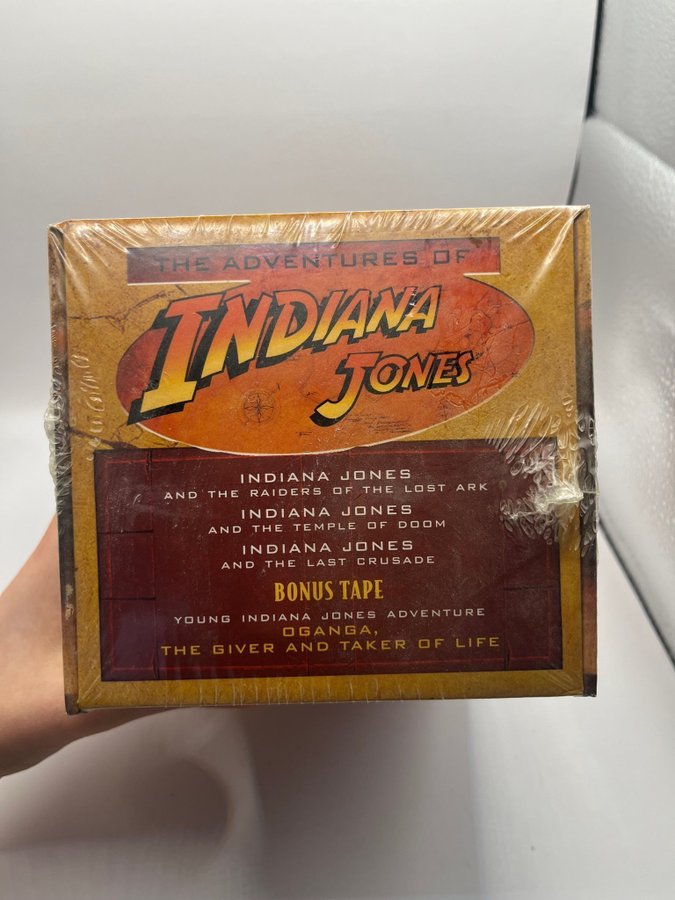 THE ADVENTURES OF
INDIANA
JONES
INDIANA JONES
AND THE RAIDERS OF THE LOST ARK
INDIANA JONES
AND THE TEMPLE OF DOOM
INDIANA JONES
AND THE LAST CRUSADE
BONUS TAPE
YOUNG INDIANA JONES ADVENTURE
OGANGA,
THE GIVER AND TAKER OF LIFE